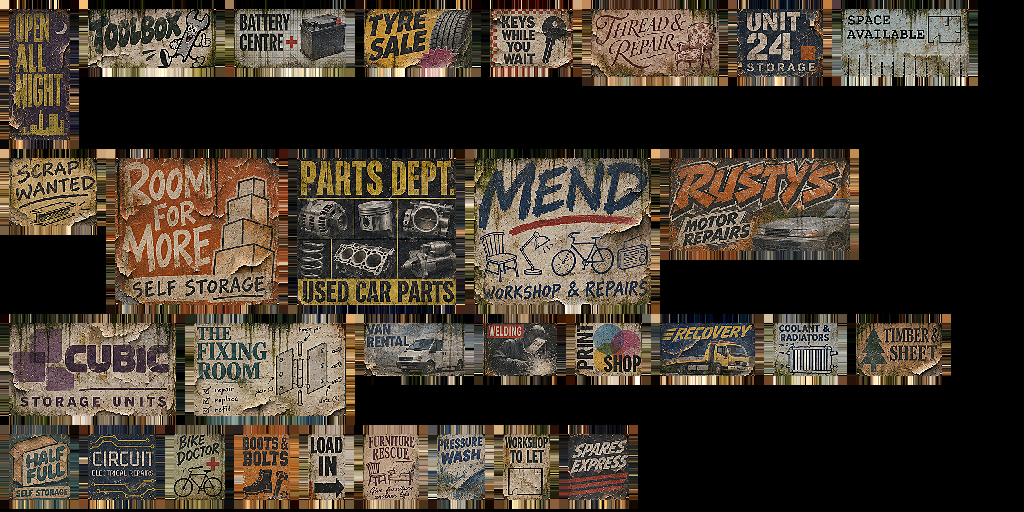 OPEN
ALL
NIGHT
TOOLBOX
BATTERY
CENTRE
TYRE
SALE
KEYS
WHILE
YOU
WAIT
THREAD &
REPAIR
UNIT
24
STORAGE
SPACE
AVAILABLE
SCRAP
WANTED
ROOM
FOR
MORE
SELF STORAGE
PARTS DEPT.
USED CAR PARTS
MEND
WORKSHOP & REPAIRS
RUSTYS
MOTOR
REPAIRS
CUBIC
STORAGE UNITS
THE
FIXING
ROOM
repair
replace
refit
VAN
RENTAL
WELDING
PRINT
SHOP
RECOVERY
COOLANT &
RADIATORS
TIMBER &
SHEET
HALF
FULL
SELF STORAGE
CIRCUIT
ELECTRICAL REPAIRS
BIKE
DOCTOR
BOOTS &
BOLTS
LOAD
IN
FURNITURE
RESCUE
PRESSURE
WASH
WORKSHOP
TO LET
SPARES
EXPRESS